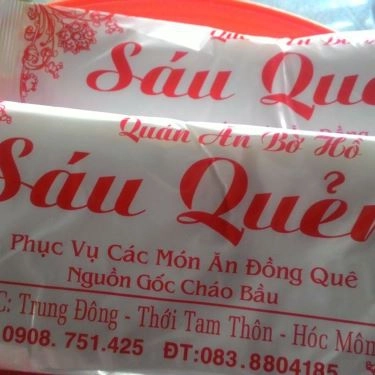 Sáu
Quán Ăn Bờ Hồ
Sáu Quẻn
Phục Vụ Các Món Ăn Đồng Quê
Nguồn Gốc Cháo Bầu
C: Trung Đông - Thới Tam Thôn - Hóc Môn
0908. 751.425 ĐT:083. 8804185